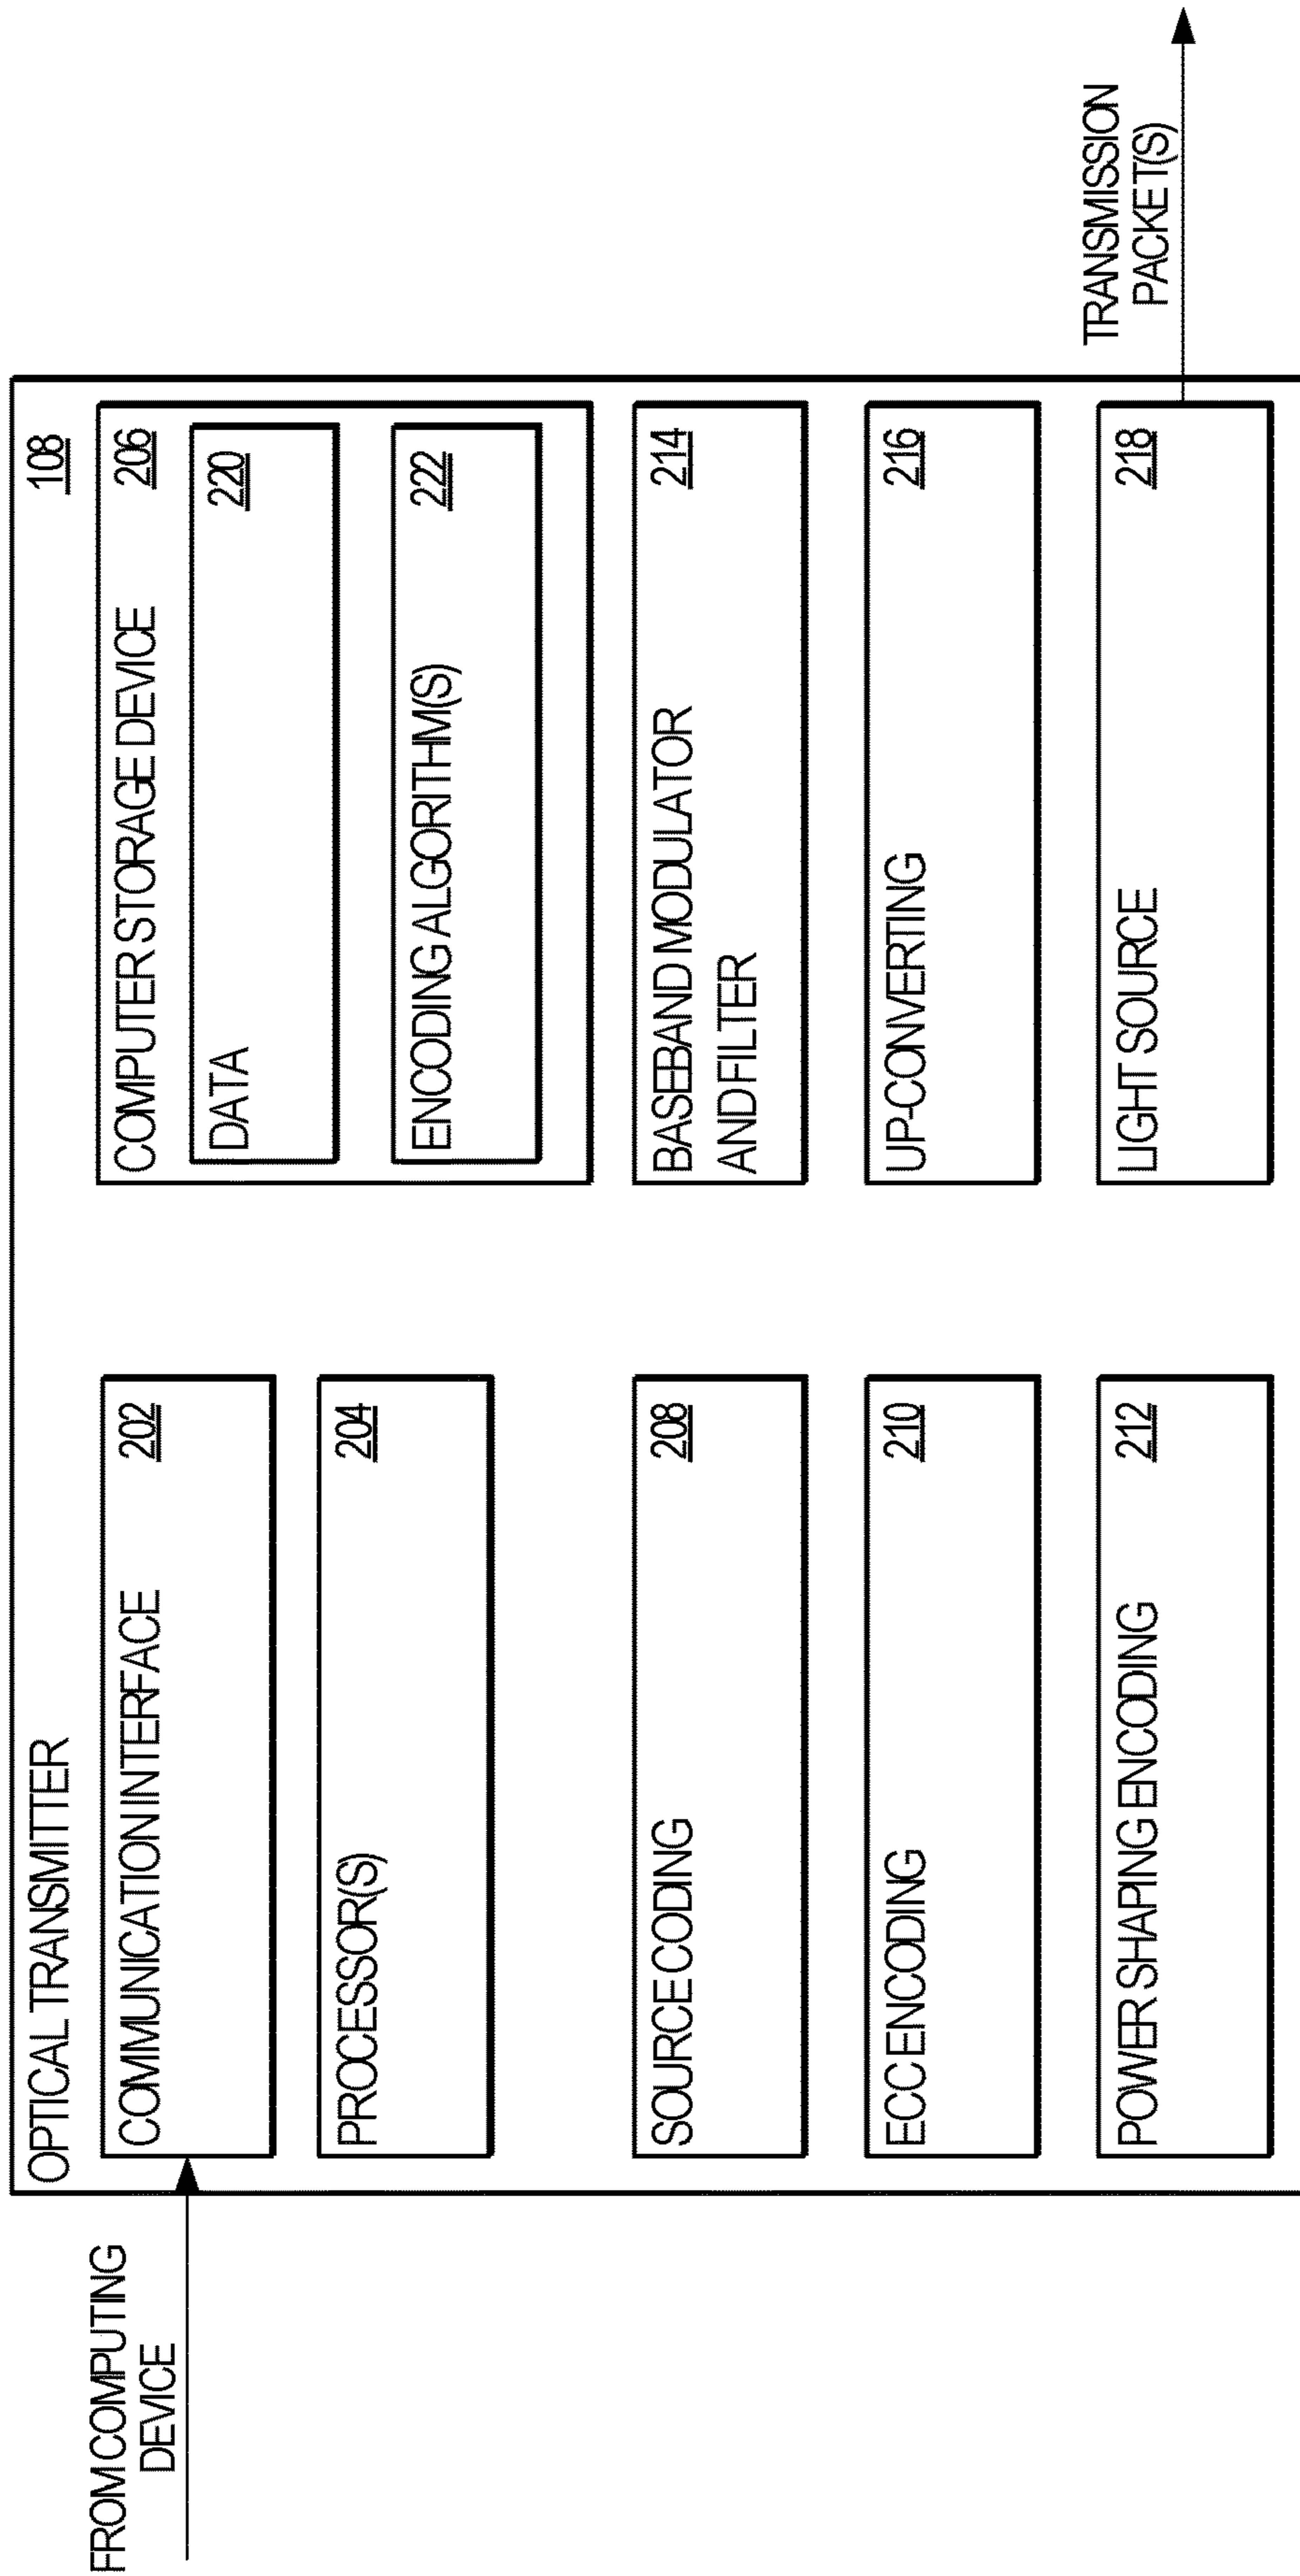 FROM COMPUTING
DEVICE
OPTICAL TRANSMITTER
108
COMMUNICATION INTERFACE
202
PROCESSOR(S)
204
SOURCE CODING
208
ECC ENCODING
210
POWER SHAPING ENCODING
212
COMPUTER STORAGE DEVICE
206
DATA
220
ENCODING ALGORITHM(S)
222
BASEBAND MODULATOR
AND FILTER
214
UP-CONVERTING
216
LIGHT SOURCE
218
TRANSMISSION
PACKET(S)